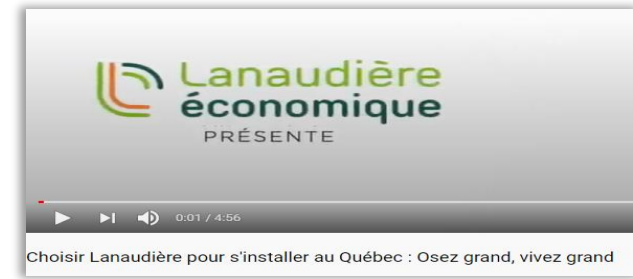 Lanaudière
économique
PRÉSENTE
0:01 / 4:56
Choisir Lanaudière pour s'installer au Québec : Osez grand, vivez grand